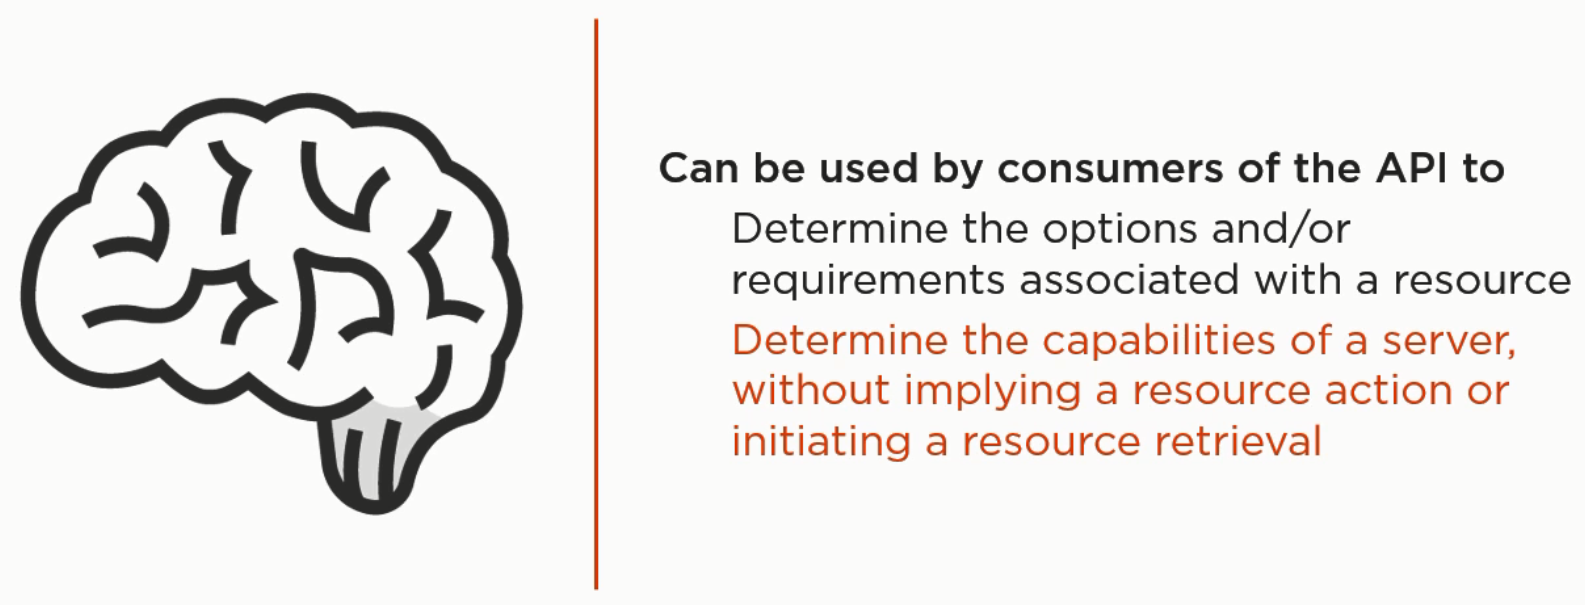 Can be used by consumers of the API to
Determine the options and/or
requirements associated with a resource
Determine the capabilities of a server,
without implying a resource action or
initiating a resource retrieval